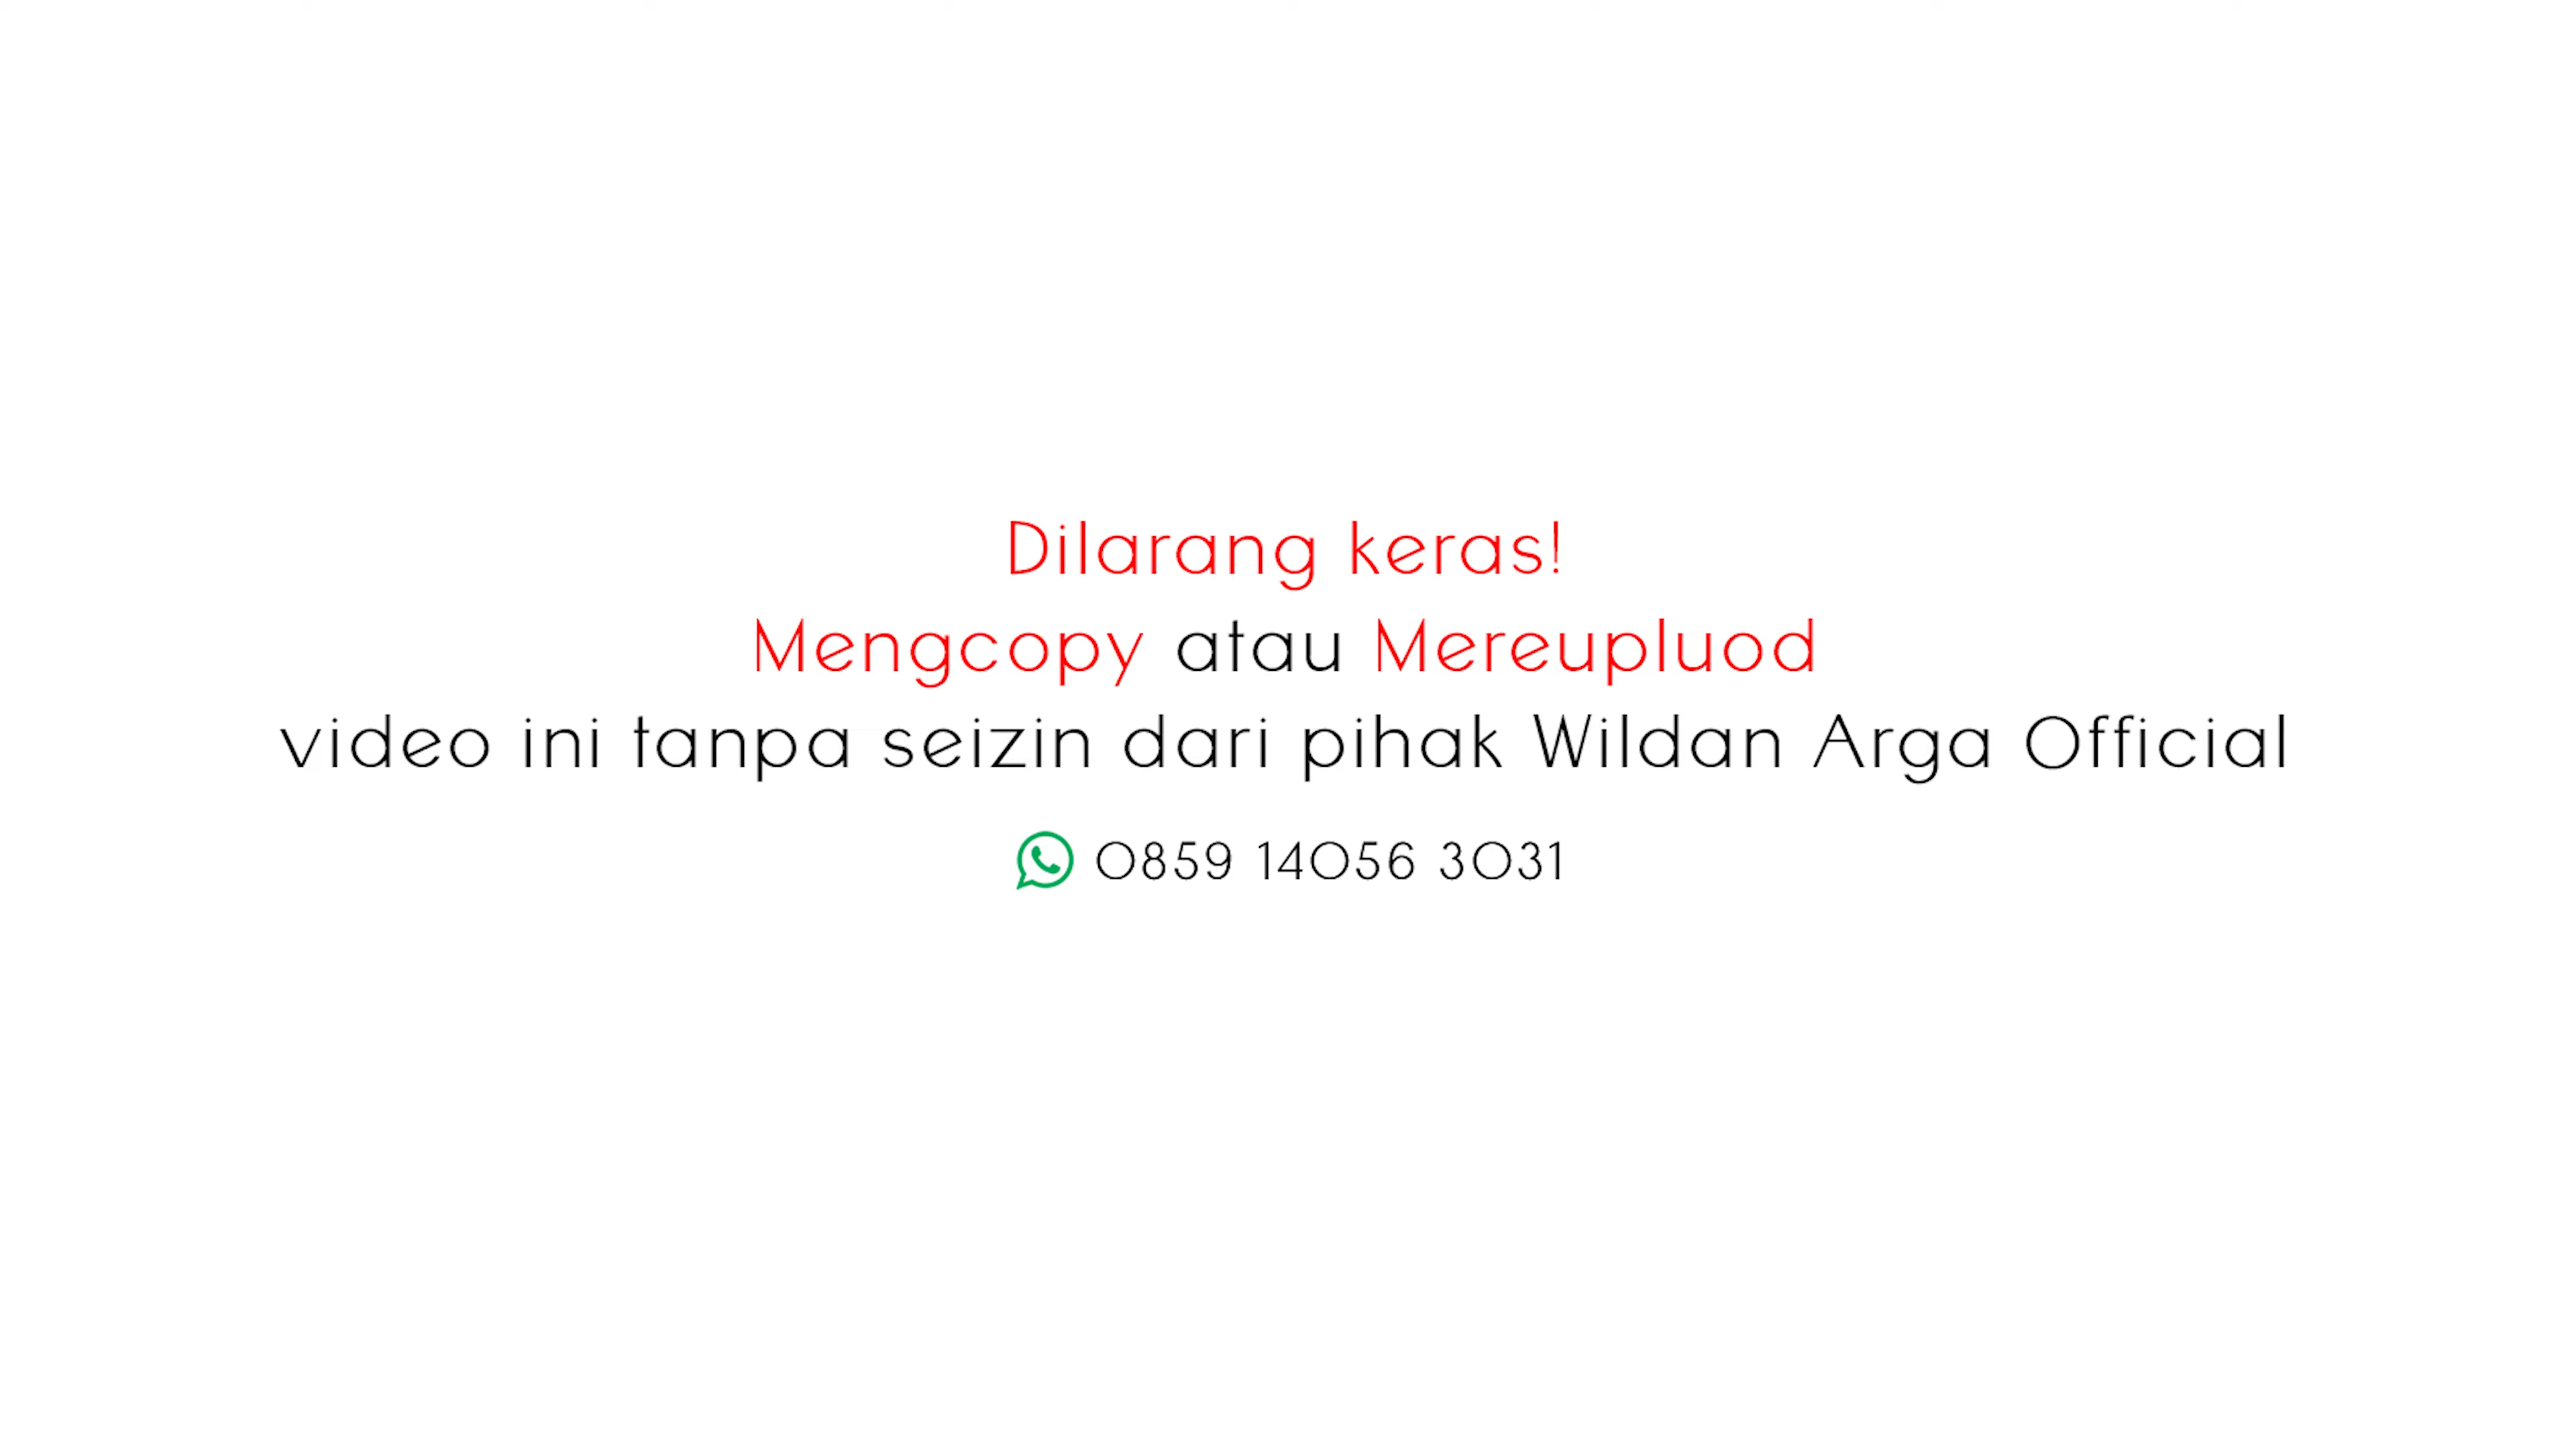 Dilarang keras!
Mengcopy atau Mereupluod
video ini tanpa seizin dari pihak Wildan Arga Official
0859 14056 3031